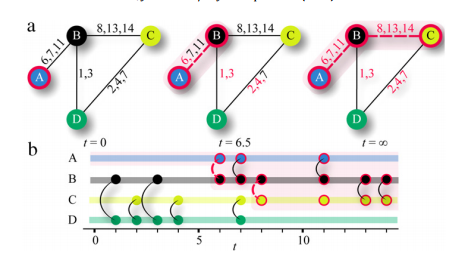 a
B 8,13,14 C B 8,13,14 C B 8,13,14 C
6,7,11 6,7,11 6,7,11
A 1,3 A 1,3 A 1,3
2,4,7 2,4,7 2,4,7
D D D
t = 0 t = 6.5 t = ∞
b
A
B
C
D
0 5 10
t